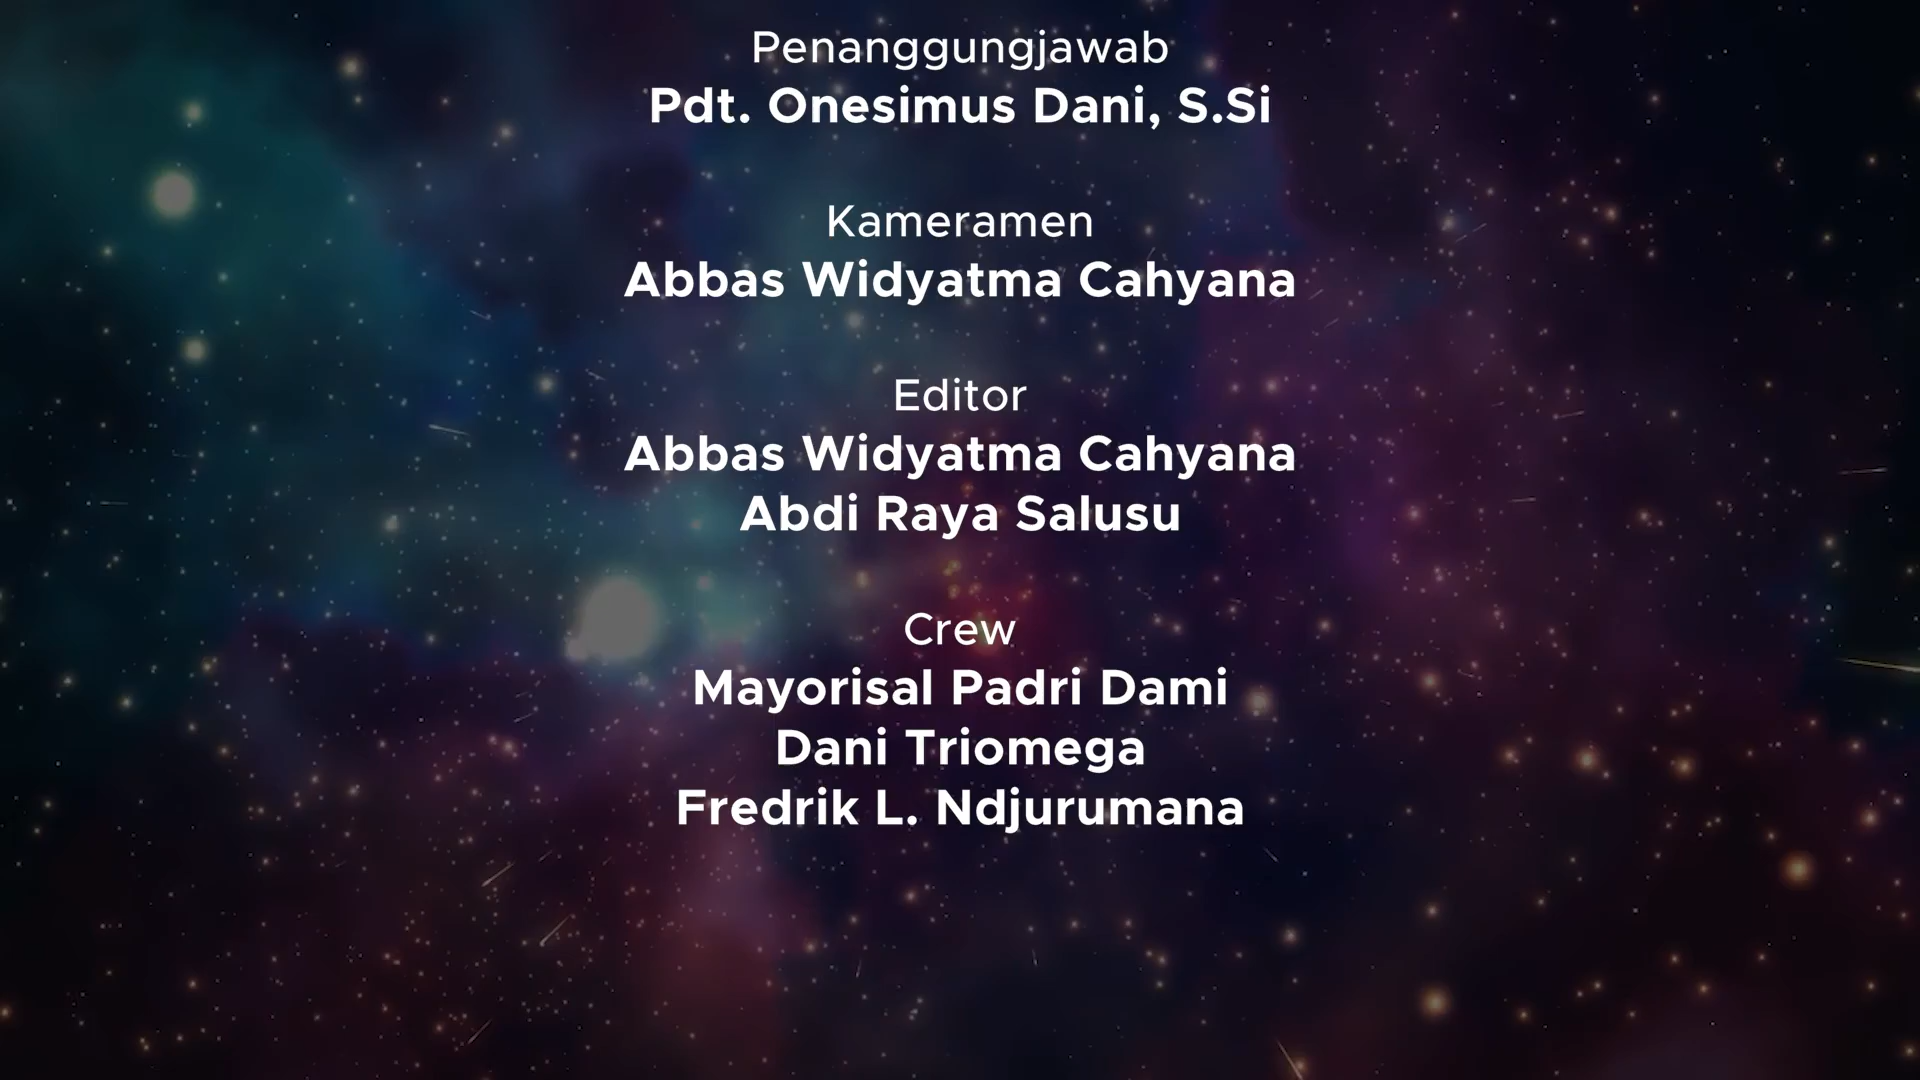 Penanggungjawab
Pdt. Onesimus Dani, S.Si
Kameramen
Abbas Widyatma Cahyana
Editor
Abbas Widyatma Cahyana
Abdi Raya Salusu
Crew
Mayorisal Padri Dami
Dani Triomega
Fredrik L. Ndjurumana